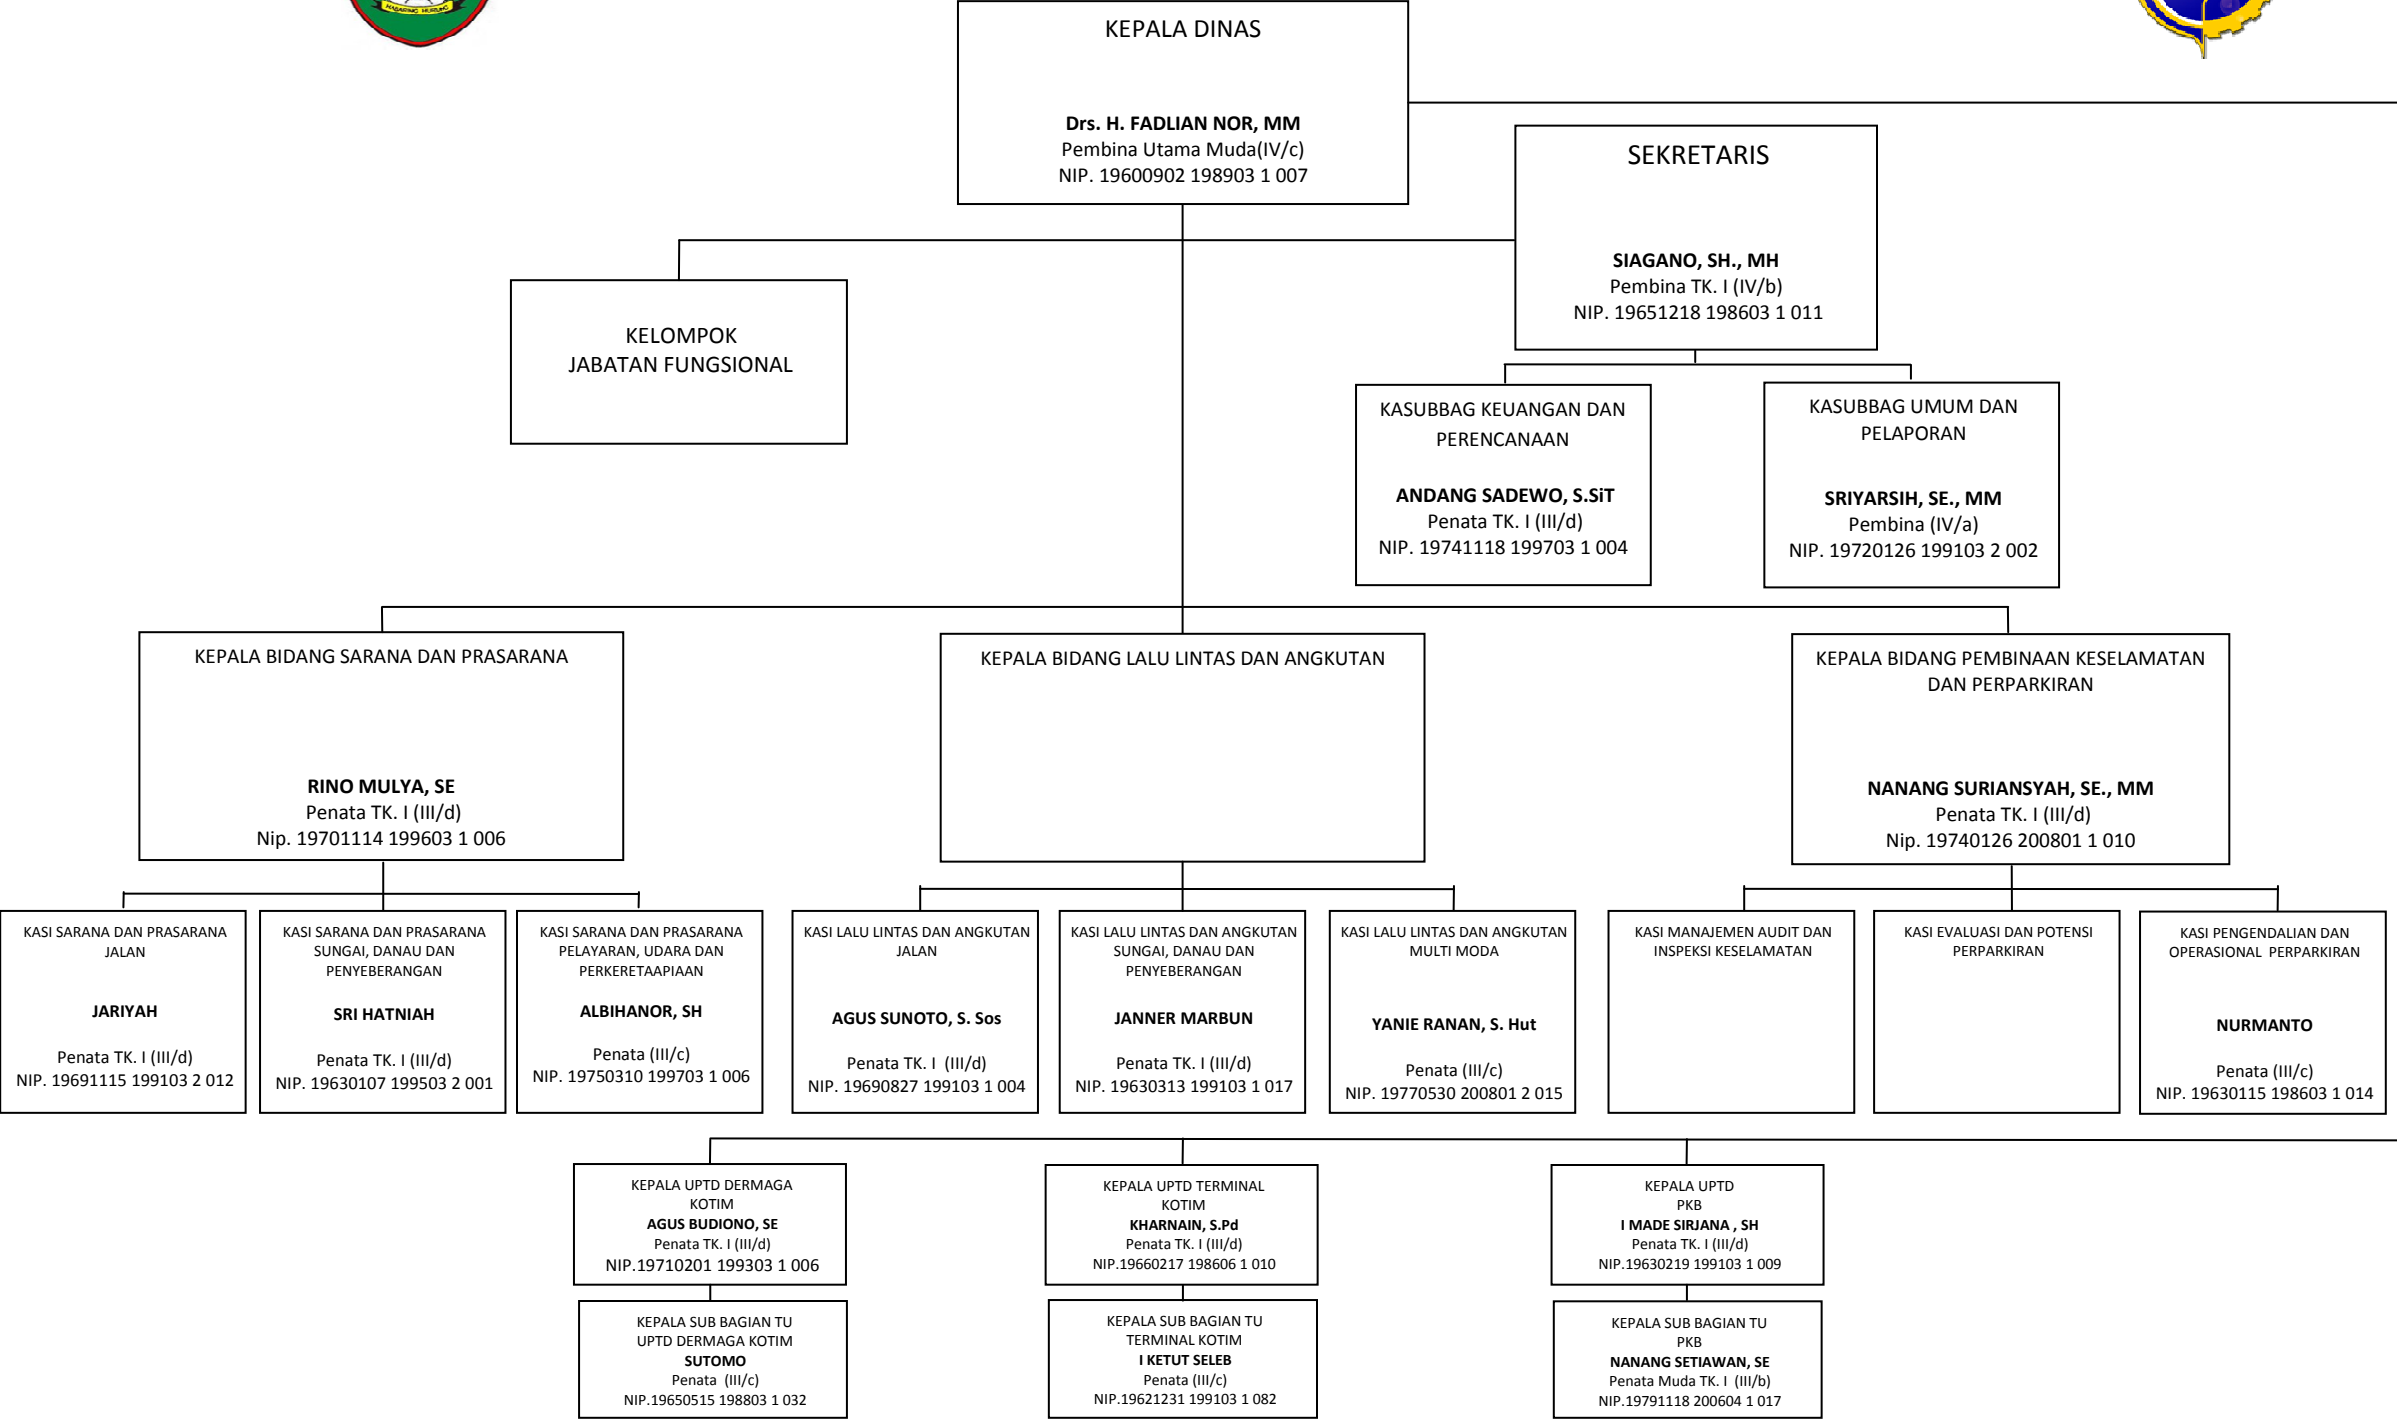 HABARING HURUNG
KEPALA DINAS
Drs. H. FADLIAN NOR, MM
Pembina Utama Muda(IV/c)
NIP. 19600902 198903 1 007
SEKRETARIS
SIAGANO, SH., MH
Pembina TK. I (IV/b)
NIP. 19651218 198603 1 011
KELOMPOK
JABATAN FUNGSIONAL
KASUBBAG KEUANGAN DAN
PERENCANAAN
ANDANG SADEWO, S.SiT
Penata TK. I (III/d)
NIP. 19741118 199703 1 004
KASUBBAG UMUM DAN
PELAPORAN
SRIYARSIH, SE., MM
Pembina (IV/a)
NIP. 19720126 199103 2 002
KEPALA BIDANG SARANA DAN PRASARANA
RINO MULYA, SE
Penata TK. I (III/d)
Nip. 19701114 199603 1 006
KEPALA BIDANG LALU LINTAS DAN ANGKUTAN
KEPALA BIDANG PEMBINAAN KESELAMATAN
DAN PERPARKIRAN
NANANG SURIANSYAH, SE., MM
Penata TK. I (III/d)
Nip. 19740126 200801 1 010
KASI SARANA DAN PRASARANA
JALAN
JARIYAH
Penata TK. I (III/d)
NIP. 19691115 199103 2 012
KASI SARANA DAN PRASARANA
SUNGAI, DANAU DAN
PENYEBERANGAN
SRI HATNIAH
Penata TK. I (III/d)
NIP. 19630107 199503 2 001
KASI SARANA DAN PRASARANA
PELAYARAN, UDARA DAN
PERKERETAAPIAAN
ALBIHANOR, SH
Penata (III/c)
NIP. 19750310 199703 1 006
KASI LALU LINTAS DAN ANGKUTAN
JALAN
AGUS SUNOTO, S. Sos
Penata TK. I (III/d)
NIP. 19690827 199103 1 004
KASI LALU LINTAS DAN ANGKUTAN
SUNGAI, DANAU DAN
PENYEBERANGAN
JANNER MARBUN
Penata TK. I (III/d)
NIP. 19630313 199103 1 017
KASI LALU LINTAS DAN ANGKUTAN
MULTI MODA
YANIE RANAN, S. Hut
Penata (III/c)
NIP. 19770530 200801 2 015
KASI MANAJEMEN AUDIT DAN
INSPEKSI KESELAMATAN
KASI EVALUASI DAN POTENSI
PERPARKIRAN
KASI PENGENDALIAN DAN
OPERASIONAL PERPARKIRAN
NURMANTO
Penata (III/c)
NIP. 19630115 198603 1 014
KEPALA UPTD DERMAGA
KOTIM
AGUS BUDIONO, SE
Penata TK. I (III/d)
NIP.19710201 199303 1 006
KEPALA UPTD TERMINAL
KOTIM
KHARNAIN, S.Pd
Penata TK. I (III/d)
NIP.19660217 198606 1 010
KEPALA UPTD
PKB
I MADE SIRJANA , SH
Penata TK. I (III/d)
NIP.19630219 199103 1 009
KEPALA SUB BAGIAN TU
UPTD DERMAGA KOTIM
SUTOMO
Penata (III/c)
NIP.19650515 198803 1 032
KEPALA SUB BAGIAN TU
TERMINAL KOTIM
I KETUT SELEB
Penata (III/c)
NIP.19621231 199103 1 082
KEPALA SUB BAGIAN TU
PKB
NANANG SETIAWAN, SE
Penata Muda TK. I (III/b)
NIP.19791118 200604 1 017